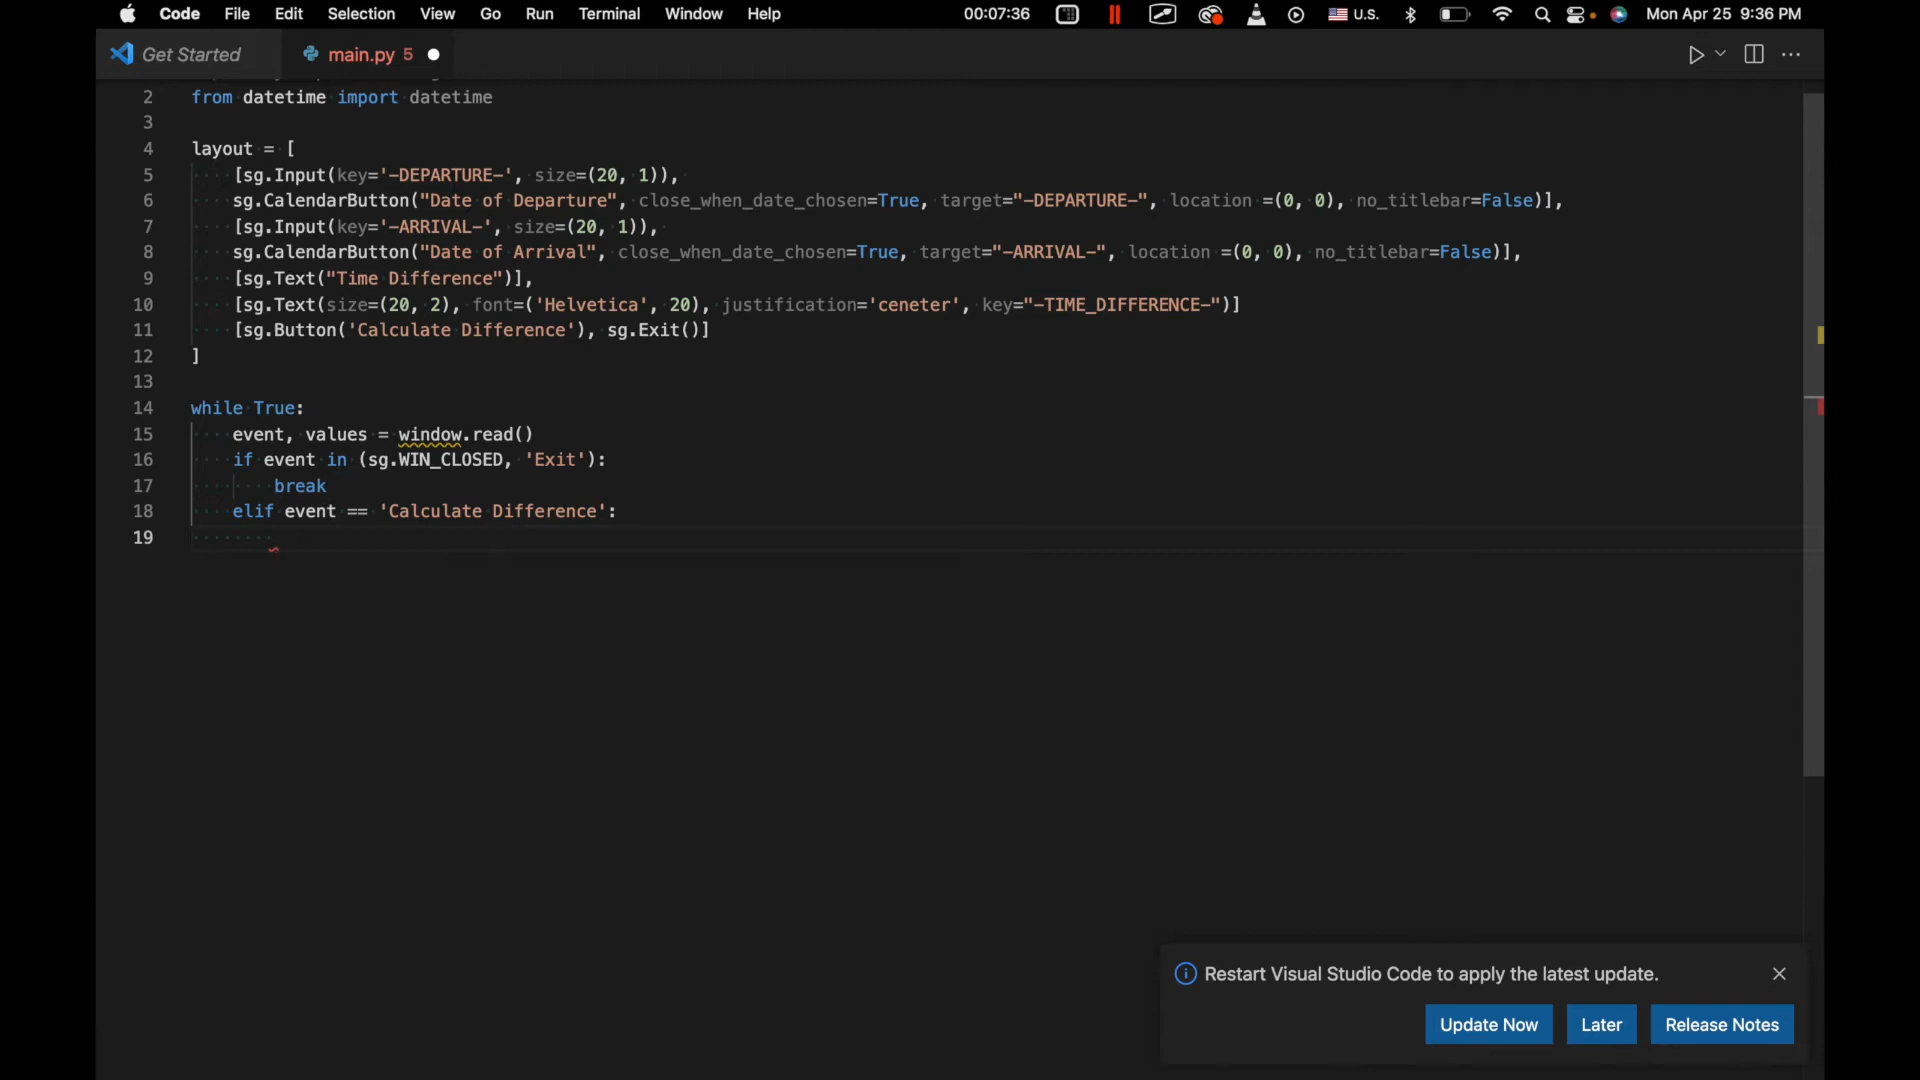 Code File Edit Selection View Go Run Terminal Window Help 00:07:36 U.S. Mon Apr 25 9:36 PM
Get Started main.py 5
2 from datetime import datetime
3
4 layout = [
5 [sg.Input(key='-DEPARTURE-', size=(20, 1)),
6 sg.CalendarButton("Date of Departure", close_when_date_chosen=True, target="-DEPARTURE-", location =(0, 0), no_titlebar=False)],
7 [sg.Input(key='-ARRIVAL-', size=(20, 1)),
8 sg.CalendarButton("Date of Arrival", close_when_date_chosen=True, target="-ARRIVAL-", location =(0, 0), no_titlebar=False)],
9 [sg.Text("Time Difference")],
10 [sg.Text(size=(20, 2), font=('Helvetica', 20), justification='ceneter', key="-TIME_DIFFERENCE-")]
11 [sg.Button('Calculate Difference'), sg.Exit()]
12 ]
13
14 while True:
15 event, values = window.read()
16 if event in (sg.WIN_CLOSED, 'Exit'):
17 break
18 elif event == 'Calculate Difference':
19
Restart Visual Studio Code to apply the latest update.
Update Now Later Release Notes